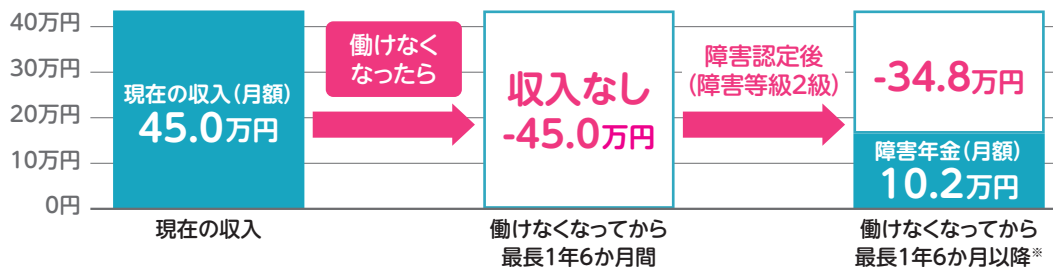 40万円
30万円
20万円
10万円
0円
現在の収入(月額)
45.0万円
現在の収入
働けなく
なったら
収入なし
-45.0万円
働けなくなってから
最長1年6か月間
障害認定後
(障害等級2級)
-34.8万円
障害年金(月額)
10.2万円
働けなくなってから
最長1年6か月以降※